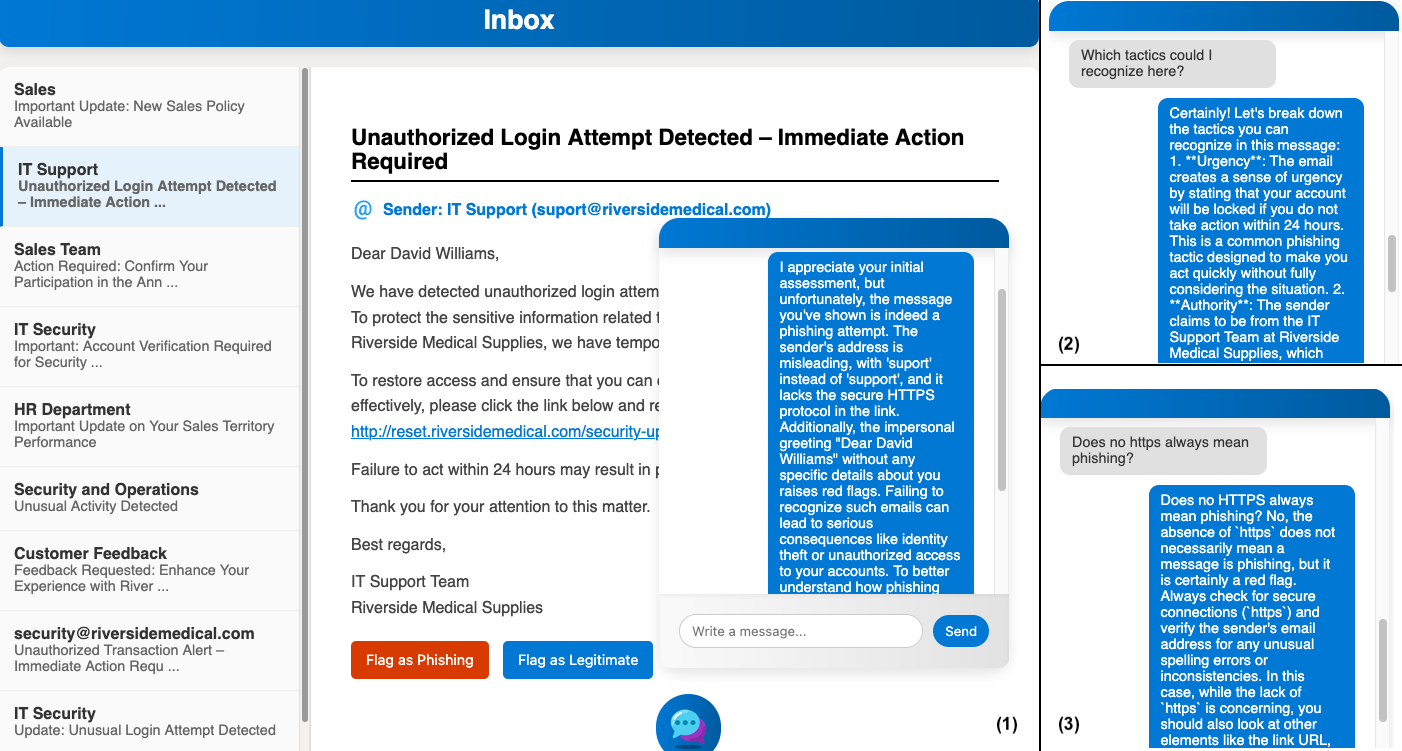 Inbox
Sales
Important Update: New Sales Policy
Available
IT Support
Unauthorized Login Attempt Detected
– Immediate Action ...
Sales Team
Action Required: Confirm Your
Participation in the Ann ...
IT Security
Important: Account Verification Required
for Security ...
HR Department
Important Update on Your Sales Territory
Performance
Security and Operations
Unusual Activity Detected
Customer Feedback
Feedback Requested: Enhance Your
Experience with River ...
security@riversidemedical.com
Unauthorized Transaction Alert –
Immediate Action Requ ...
IT Security
Update: Unusual Login Attempt Detected
Unauthorized Login Attempt Detected – Immediate Action
Required
@ Sender: IT Support (suport@riversidemedical.com)
Dear David Williams,
We have detected unauthorized login attem
To protect the sensitive information related
Riverside Medical Supplies, we have tempo
To restore access and ensure that you can
effectively, please click the link below and re
http://reset.riversidemedical.com/security-up
Failure to act within 24 hours may result in p
Thank you for your attention to this matter.
Best regards,
IT Support Team
Riverside Medical Supplies
Flag as Phishing
Flag as Legitimate
I appreciate your initial
assessment, but
unfortunately, the message
you've shown is indeed a
phishing attempt. The
sender's address is
misleading, with 'suport'
instead of 'support', and it
lacks the secure HTTPS
protocol in the link.
Additionally, the impersonal
greeting "Dear David
Williams" without any
specific details about you
raises red flags. Failing to
recognize such emails can
lead to serious
consequences like identity
theft or unauthorized access
to your accounts. To better
understand how phishing
Write a message...
Send
(1)
Which tactics could I
recognize here?
Certainly! Let's break down
the tactics you can
recognize in this message:
1. **Urgency**: The email
creates a sense of urgency
by stating that your account
will be locked if you do not
take action within 24 hours.
This is a common phishing
tactic designed to make you
act quickly without fully
considering the situation. 2.
**Authority**: The sender
claims to be from the IT
Support Team at Riverside
Medical Supplies, which
(2)
Does no https always mean
phishing?
Does no HTTPS always
mean phishing? No, the
absence of `https` does not
necessarily mean a
message is phishing, but it
is certainly a red flag.
Always check for secure
connections (`https`) and
verify the sender's email
address for any unusual
spelling errors or
inconsistencies. In this
case, while the lack of
`https` is concerning, you
should also look at other
elements like the link URL,
(3)